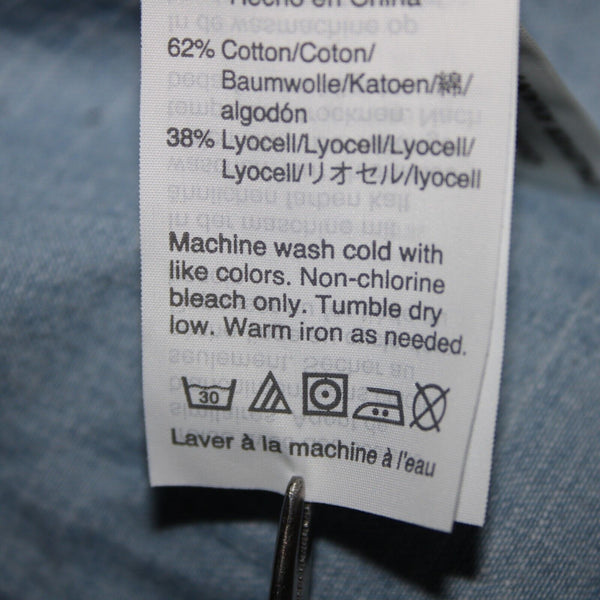 Hecho en China
62% Cotton/Coton/
Baumwolle/Katoen/綿/
algodón
38% Lyocell/Lyocell/Lyocell/
Lyocell/リオセル/lyocell
Machine wash cold with
like colors. Non-chlorine
bleach only. Tumble dry
low. Warm iron as needed.
30
Laver à la machine à l'eau